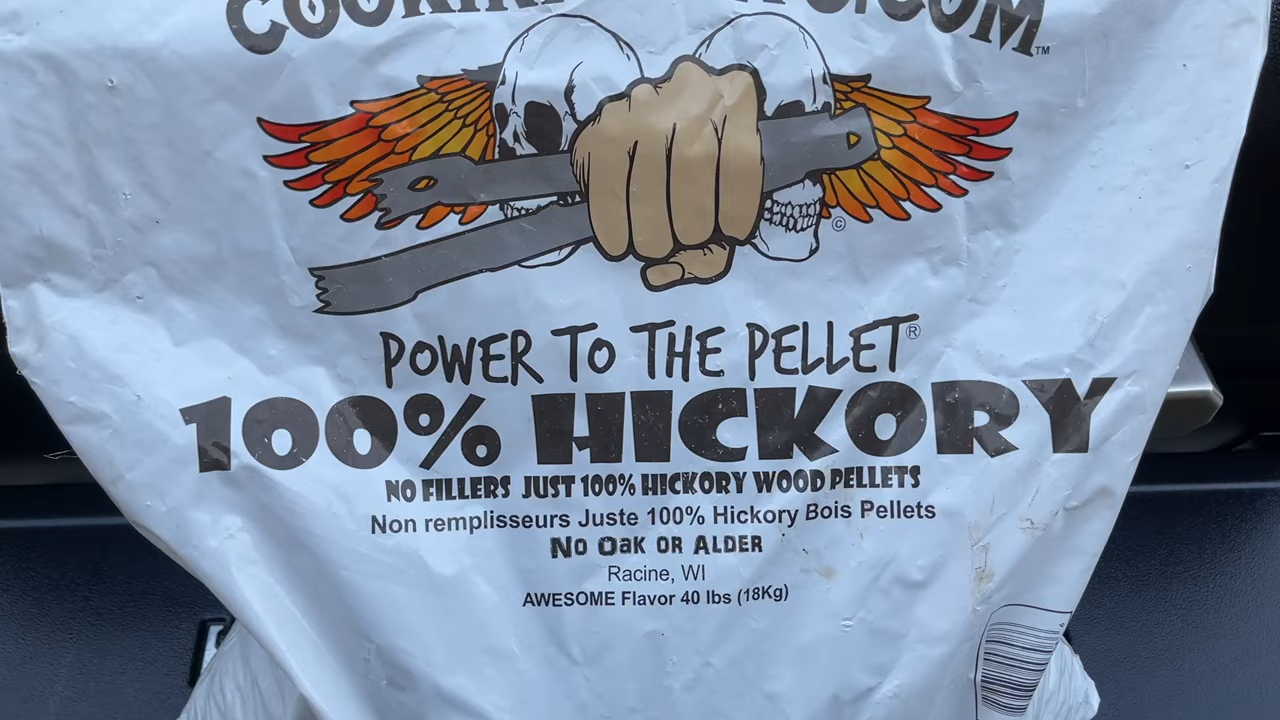 ™
©
POWER TO THE PELLET®
100% HICKORY
NO FILLERS JUST 100% HICKORY WOOD PELLETS
Non remplisseurs Juste 100% Hickory Bois Pellets
No Oak OR ALDER
Racine, WI
AWESOME Flavor 40 lbs (18Kg)